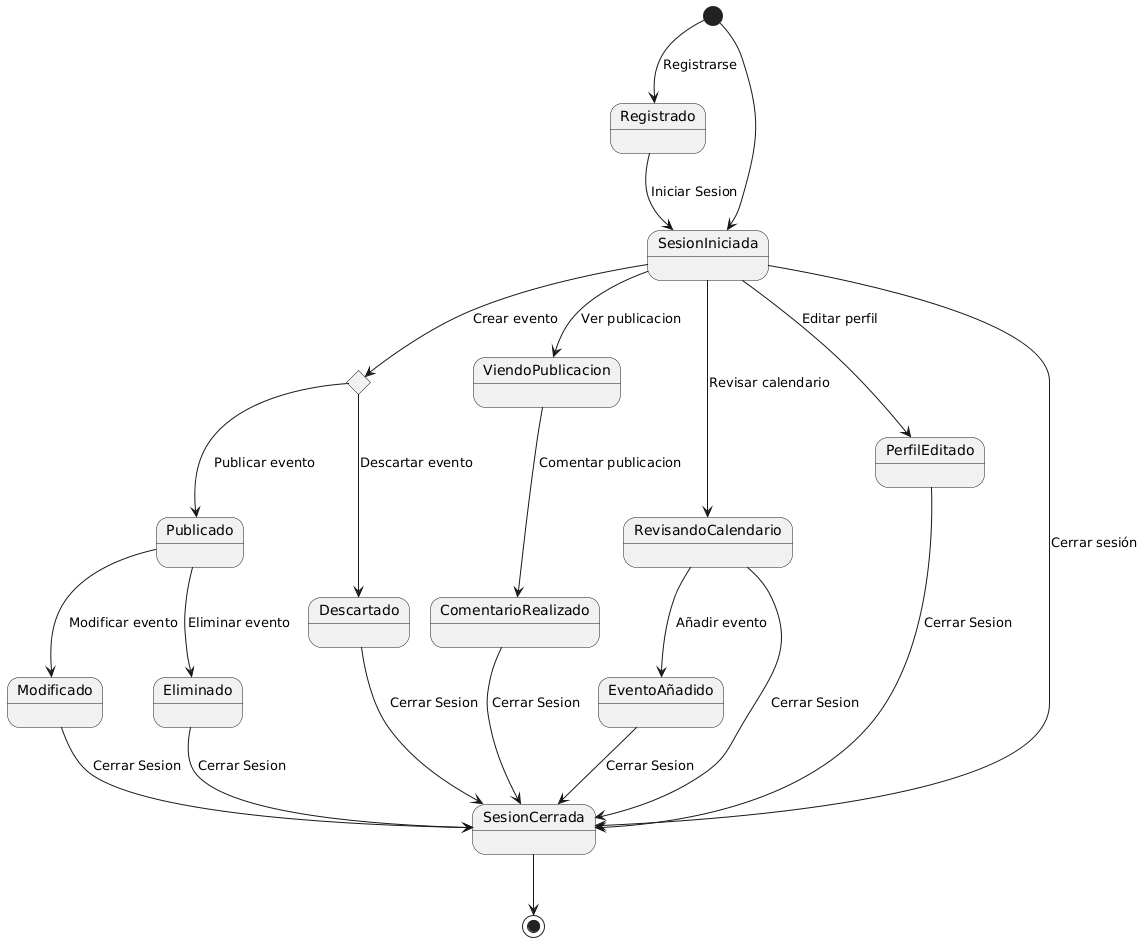 Registrarse
Registrado
Iniciar Sesion
SesionIniciada
Crear evento
Ver publicacion
Editar perfil
ViendoPublicacion
Revisar calendario
PerfilEditado
Publicar evento
Descartar evento
Comentar publicacion
Publicado
RevisandoCalendario
Cerrar sesión
Descartado
ComentarioRealizado
Modificar evento
Eliminar evento
Añadir evento
Cerrar Sesion
Modificado
Eliminado
EventoAñadido
Cerrar Sesion
Cerrar Sesion
Cerrar Sesion
Cerrar Sesion
Cerrar Sesion
Cerrar Sesion
SesionCerrada